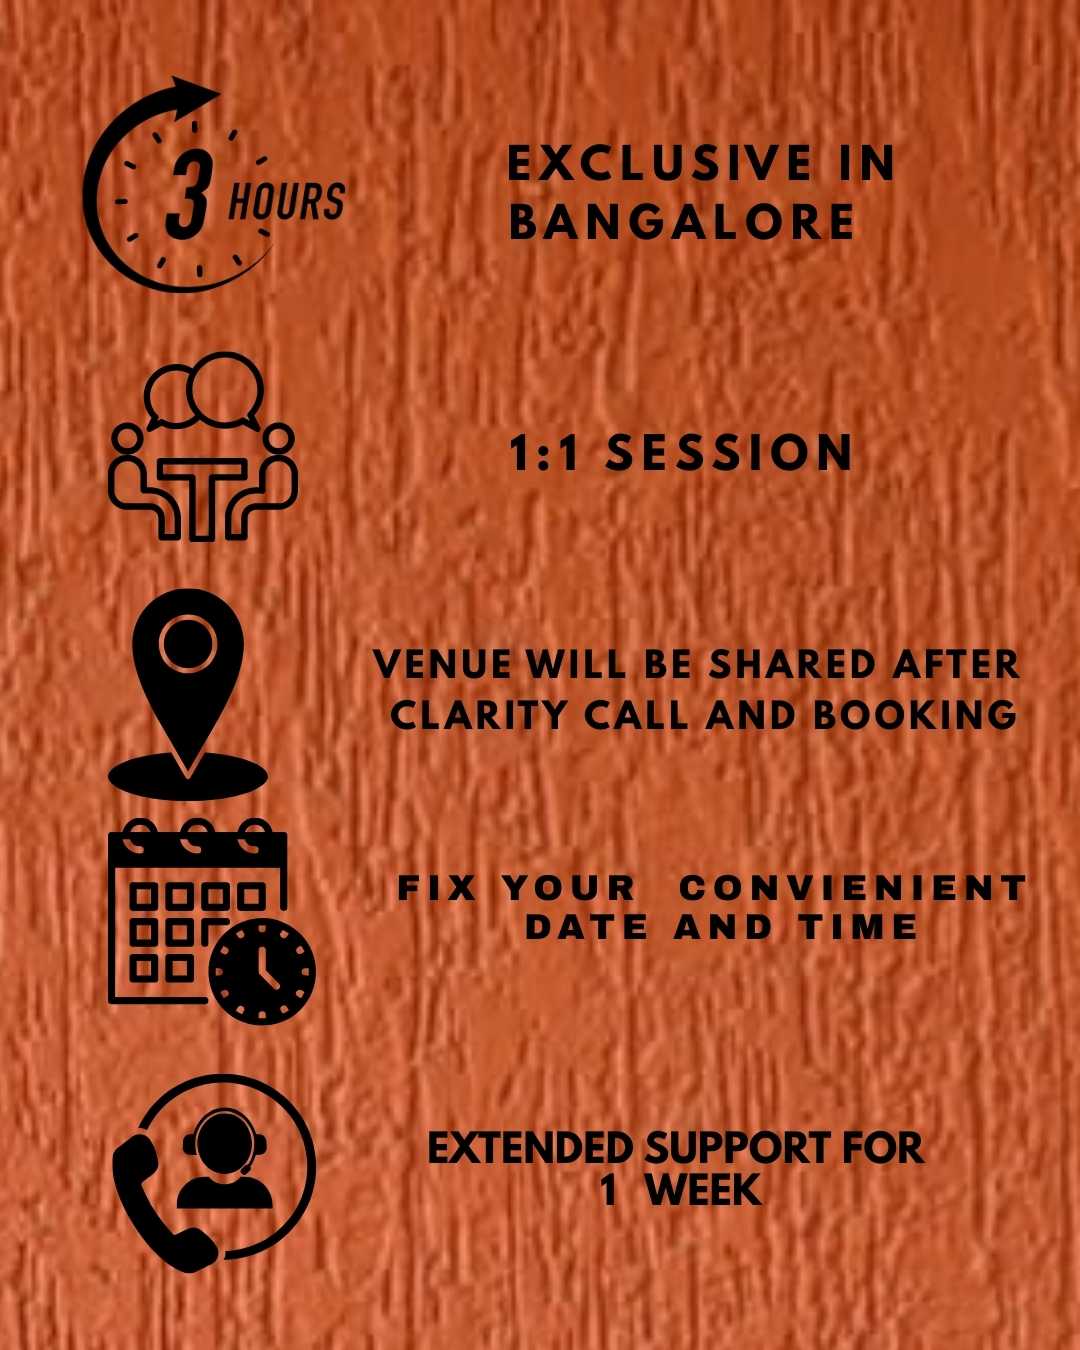 3 HOURS
EXCLUSIVE IN
BANGALORE
1:1 SESSION
VENUE WILL BE SHARED AFTER
CLARITY CALL AND BOOKING
FIX YOUR CONVIENIENT
DATE AND TIME
EXTENDED SUPPORT FOR
1 WEEK